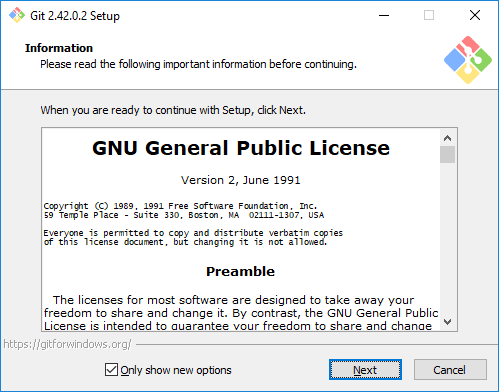 Git 2.42.0.2 Setup
Information
Please read the following important information before continuing.
When you are ready to continue with Setup, click Next.
GNU General Public License
Version 2, June 1991
Copyright (C) 1989, 1991 Free Software Foundation, Inc.
59 Temple Place - Suite 330, Boston, MA  02111-1307, USA
Everyone is permitted to copy and distribute verbatim copies
of this license document, but changing it is not allowed.
Preamble
The licenses for most software are designed to take away your
freedom to share and change it. By contrast, the GNU General Public
License is intended to guarantee your freedom to share and change
https://gitforwindows.org/
Only show new options
Next
Cancel